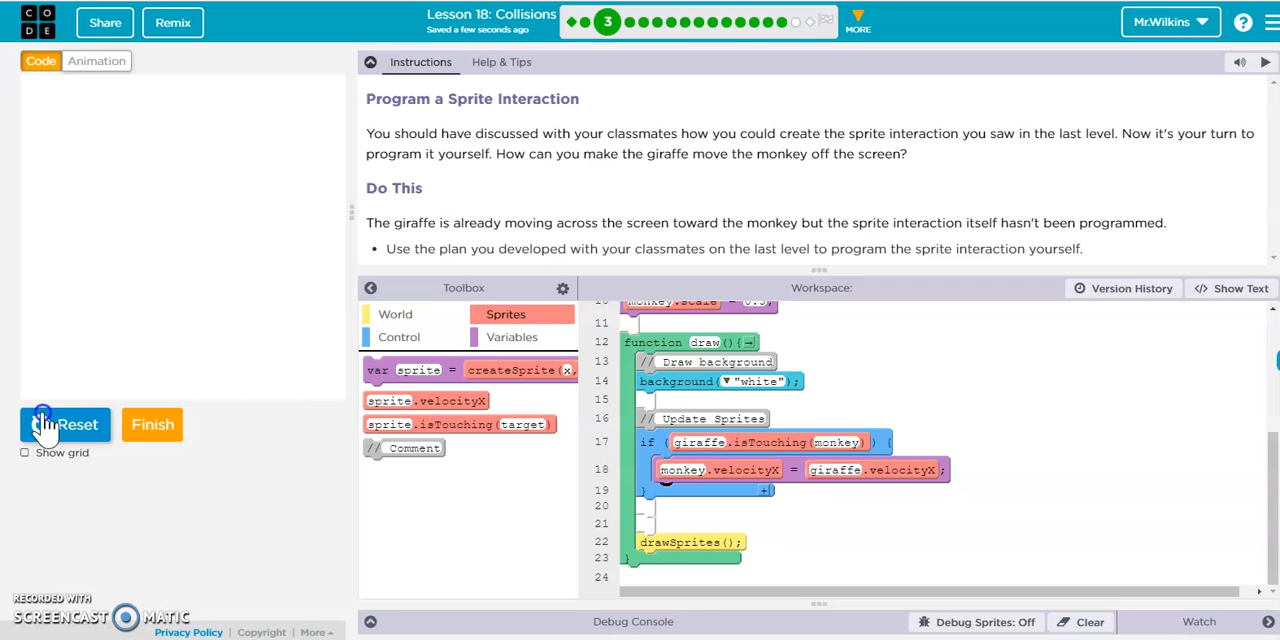 C O
D E
Share
Remix
Lesson 18: Collisions
Saved a few seconds ago
3
MORE
Mr.Wilkins
?
Code
Animation
Instructions
Help & Tips
Program a Sprite Interaction
You should have discussed with your classmates how you could create the sprite interaction you saw in the last level. Now it's your turn to
program it yourself. How can you make the giraffe move the monkey off the screen?
Do This
The giraffe is already moving across the screen toward the monkey but the sprite interaction itself hasn't been programmed.
• Use the plan you developed with your classmates on the last level to program the sprite interaction yourself.
Toolbox
Workspace:
Version History
</> Show Text
World
Sprites
Control
Variables
var sprite = createSprite(x,
sprite.velocityX
sprite.isTouching(target)
// Comment
10 monkey.scale = 0.5;
11
12 function draw(){
13 // Draw background
14 background("white");
15
16 // Update Sprites
17 if (giraffe.isTouching(monkey)) {
18 monkey.velocityX = giraffe.velocityX;
19 } +
20
21
22 drawSprites();
23 }
24
Reset
Finish
Show grid
RECORDED WITH
SCREENCAST MATIC
Privacy Policy | Copyright | More
Debug Console
Debug Sprites: Off
Clear
Watch